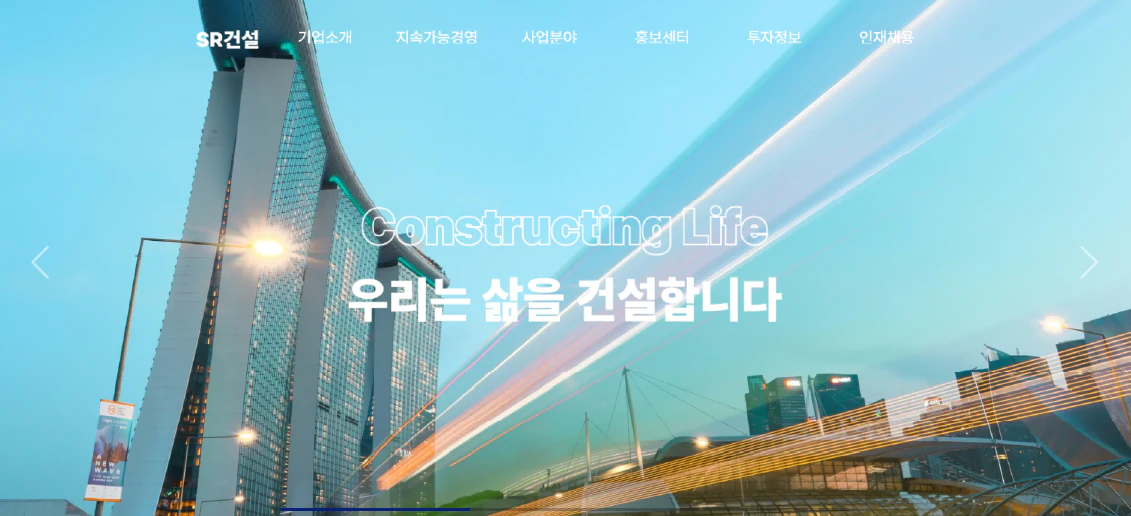 SR건설
기업소개
지속가능경영
사업분야
홍보센터
투자정보
인재채용
Constructing Life
우리는 삶을 건설합니다
NEW
WAVE